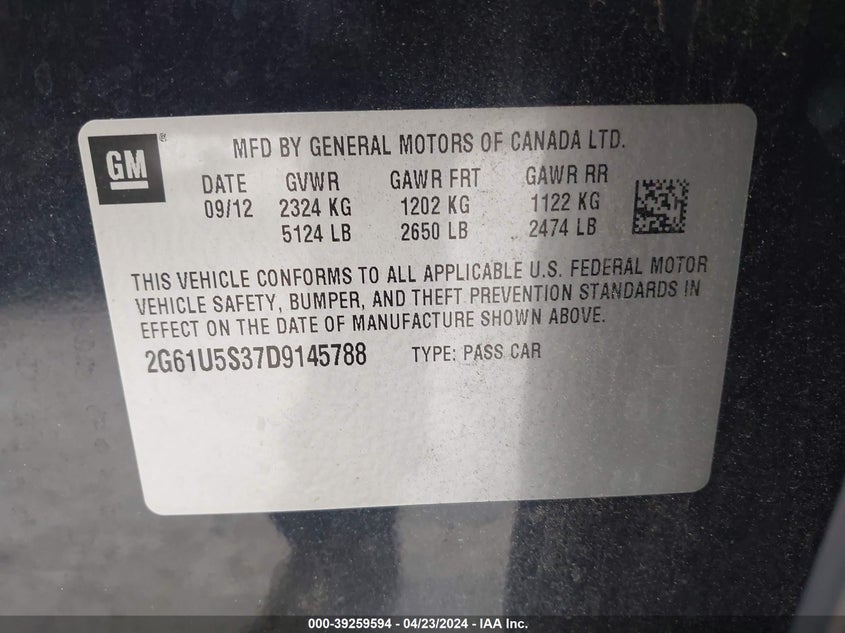 GM ®
MFD BY GENERAL MOTORS OF CANADA LTD.
DATE GVWR GAWR FRT GAWR RR
09/12 2324 KG 1202 KG 1122 KG
5124 LB 2650 LB 2474 LB
THIS VEHICLE CONFORMS TO ALL APPLICABLE U.S. FEDERAL MOTOR
VEHICLE SAFETY, BUMPER, AND THEFT PREVENTION STANDARDS IN
EFFECT ON THE DATE OF MANUFACTURE SHOWN ABOVE.
2G61U5S37D9145788 TYPE: PASS CAR
000-39259594 - 04/23/2024 - IAA Inc.